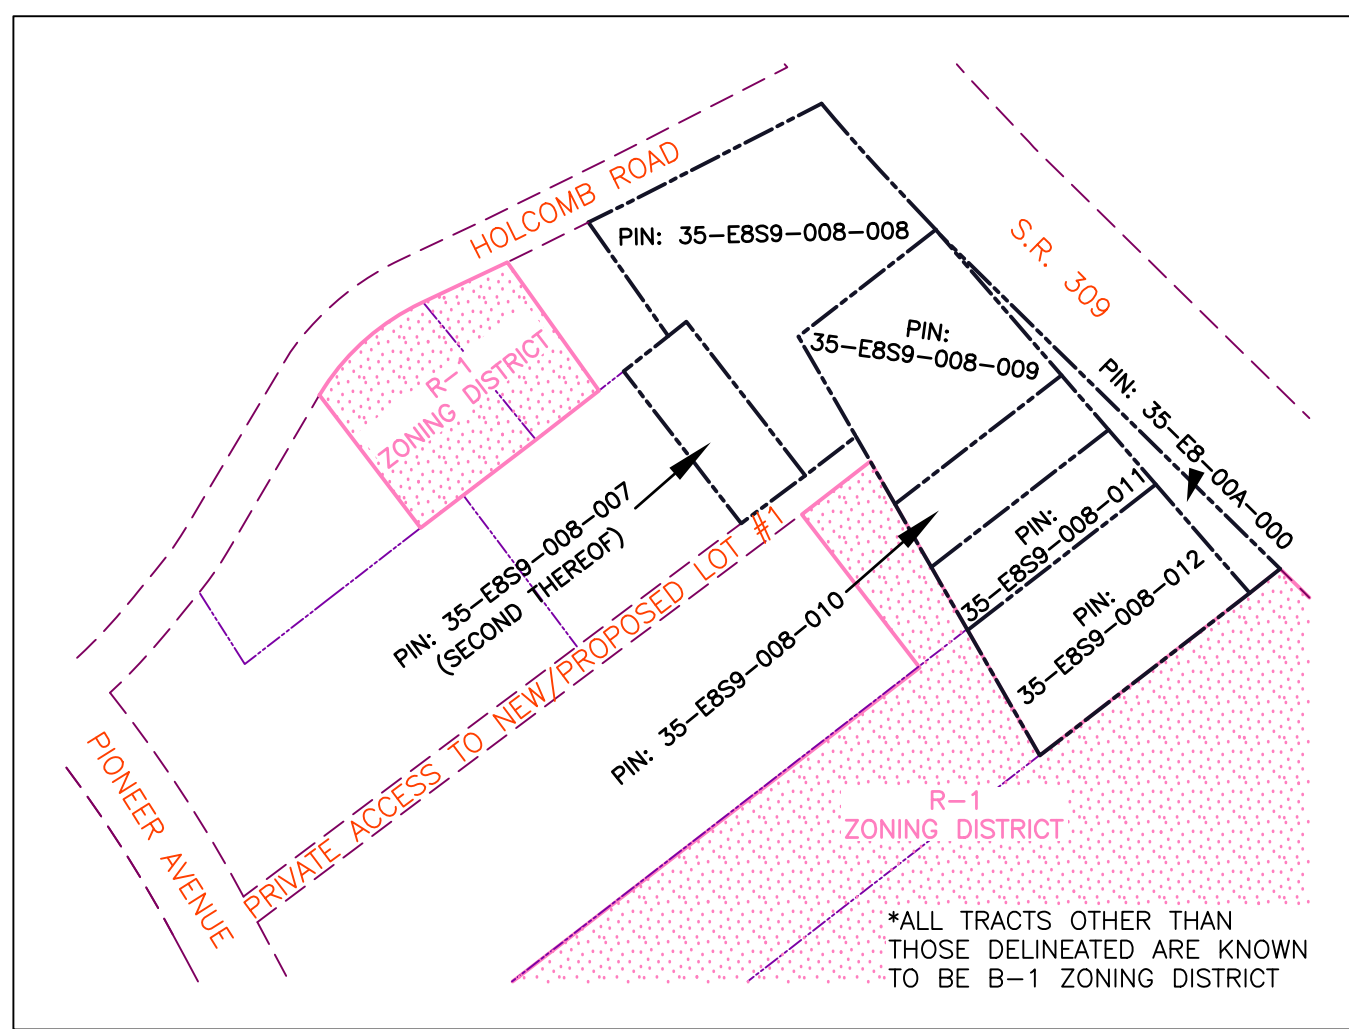 HOLCOMB ROAD
S.R. 309
PIN: 35-E8S9-008-008
PIN:
35-E8S9-008-009
PIN: 35-E8-00A-000
R-1
ZONING DISTRICT
PIN: 35-E8S9-008-007
(SECOND THEREOF)
PIN:
35-E8S9-008-011
PIN:
35-E8S9-008-012
PRIVATE ACCESS TO NEW/PROPOSED LOT #1
PIN: 35-E8S9-008-010
PIONEER AVENUE
R-1
ZONING DISTRICT
*ALL TRACTS OTHER THAN
THOSE DELINEATED ARE KNOWN
TO BE B-1 ZONING DISTRICT